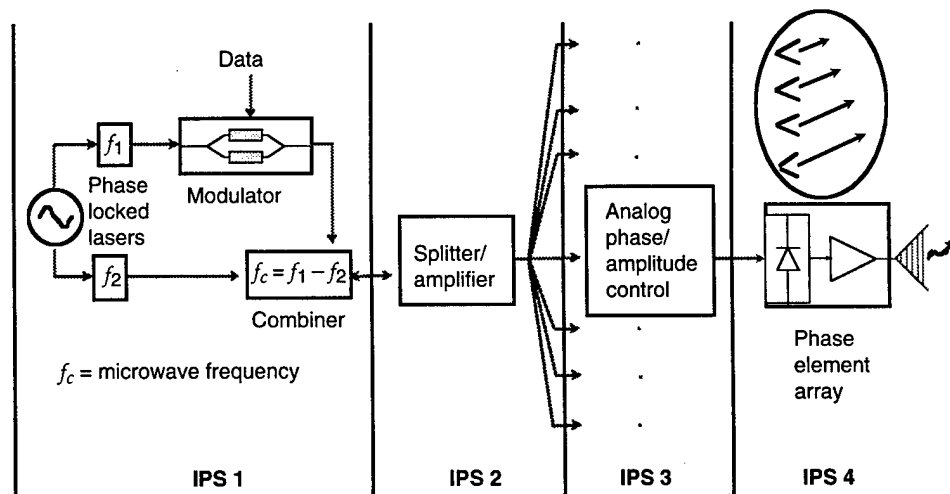 Data
f1
Phase
locked
lasers
Modulator
f2
fc = f1 – f2
Combiner
fc = microwave frequency
IPS 1
Splitter/
amplifier
IPS 2
Analog
phase/
amplitude
control
IPS 3
Phase
element
array
IPS 4